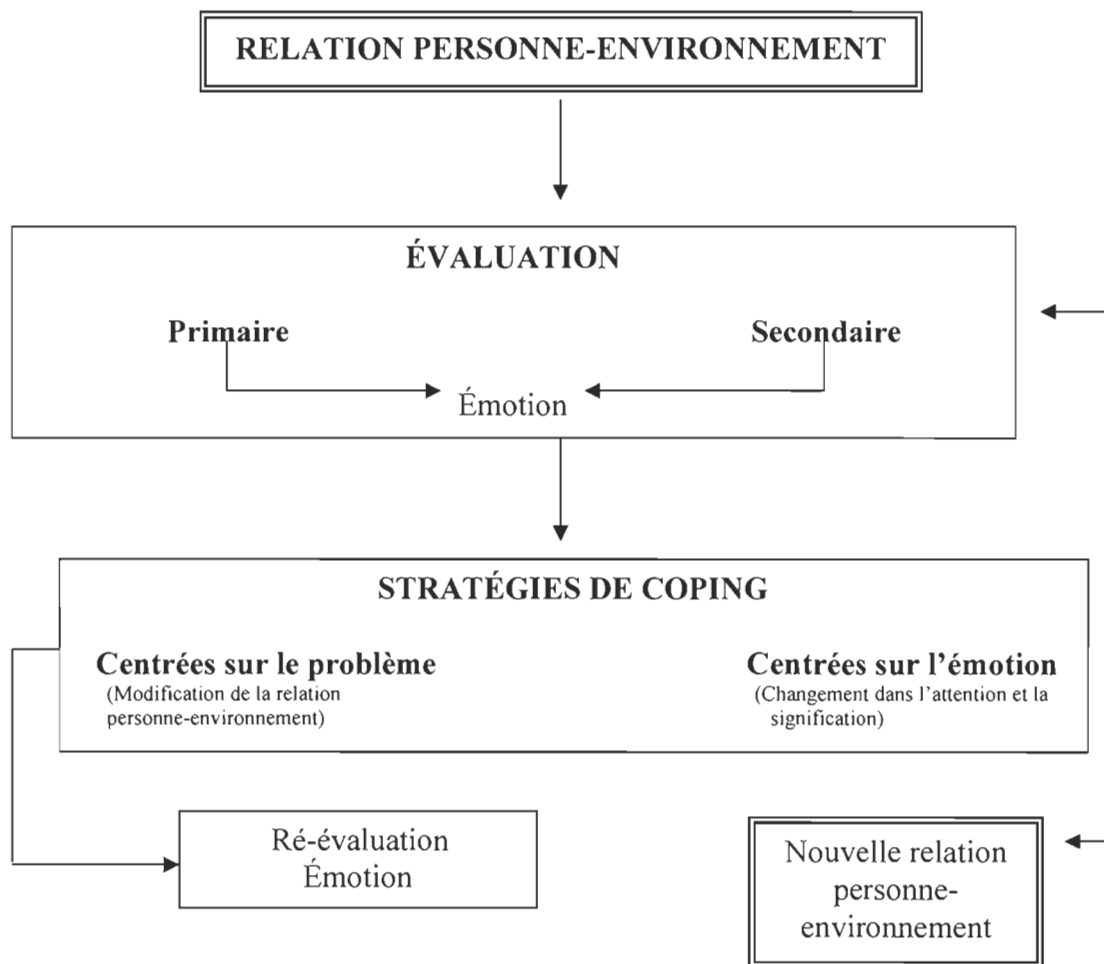 RELATION PERSONNE-ENVIRONNEMENT
ÉVALUATION
Primaire
Secondaire
Émotion
STRATÉGIES DE COPING
Centrées sur le problème
(Modification de la relation
personne-environnement)
Centrées sur l’émotion
(Changement dans l’attention et la
signification)
Ré-évaluation
Émotion
Nouvelle relation
personne-
environnement